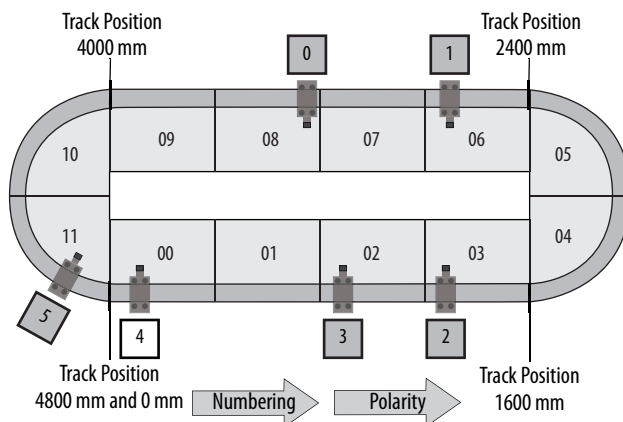 Track Position
4000 mm
Track Position
2400 mm
0
1
09
08
07
06
10
05
11
04
00
01
02
03
5
4
3
2
Track Position
4800 mm and 0 mm
Numbering
Polarity
Track Position
1600 mm